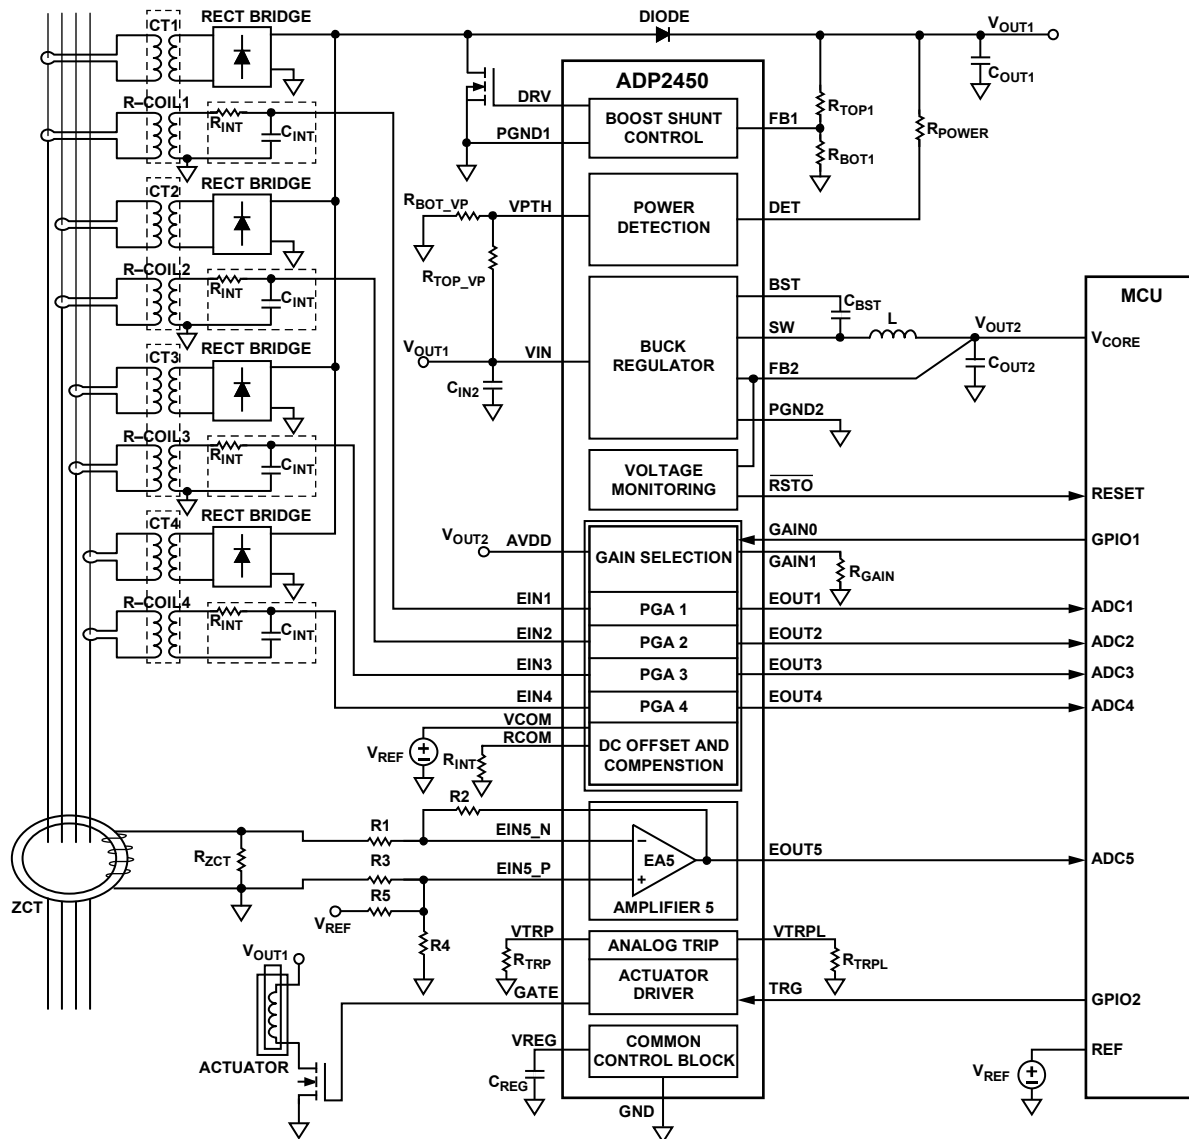 CT1
RECT BRIDGE
DIODE
VOUT1
COUT1
R–COIL1
RINT
CINT
ADP2450
DRV
PGND1
BOOST SHUNT
CONTROL
FB1
RTOP1
RBOT1
RPOWER
CT2
RECT BRIDGE
RBOT_VP
VPTH
POWER
DETECTION
DET
RTOP_VP
R–COIL2
RINT
CINT
BST
CBST
MCU
SW
L
VOUT2
VCORE
CT3
RECT BRIDGE
VOUT1
VIN
BUCK
REGULATOR
FB2
COUT2
CIN2
PGND2
R–COIL3
RINT
CINT
VOLTAGE
MONITORING
RSTO
RESET
CT4
RECT BRIDGE
VOUT2
AVDD
GAIN SELECTION
GAIN0
GPIO1
GAIN1
RGAIN
R–COIL4
RINT
CINT
EIN1
PGA 1
EOUT1
ADC1
EIN2
PGA 2
EOUT2
ADC2
EIN3
PGA 3
EOUT3
ADC3
EIN4
PGA 4
EOUT4
ADC4
VCOM
VREF
RCOM
RINT
DC OFFSET AND
COMPENSTION
R2
R1
EIN5_N
–
RZCT
R3
EIN5_P
+
EA5
EOUT5
ADC5
R5
AMPLIFIER 5
ZCT
VREF
R4
VTRP
RTRP
ANALOG TRIP
VTRPL
RTRPL
VOUT1
ACTUATOR
DRIVER
GATE
TRG
GPIO2
ACTUATOR
VREG
CREG
COMMON
CONTROL BLOCK
REF
VREF
GND